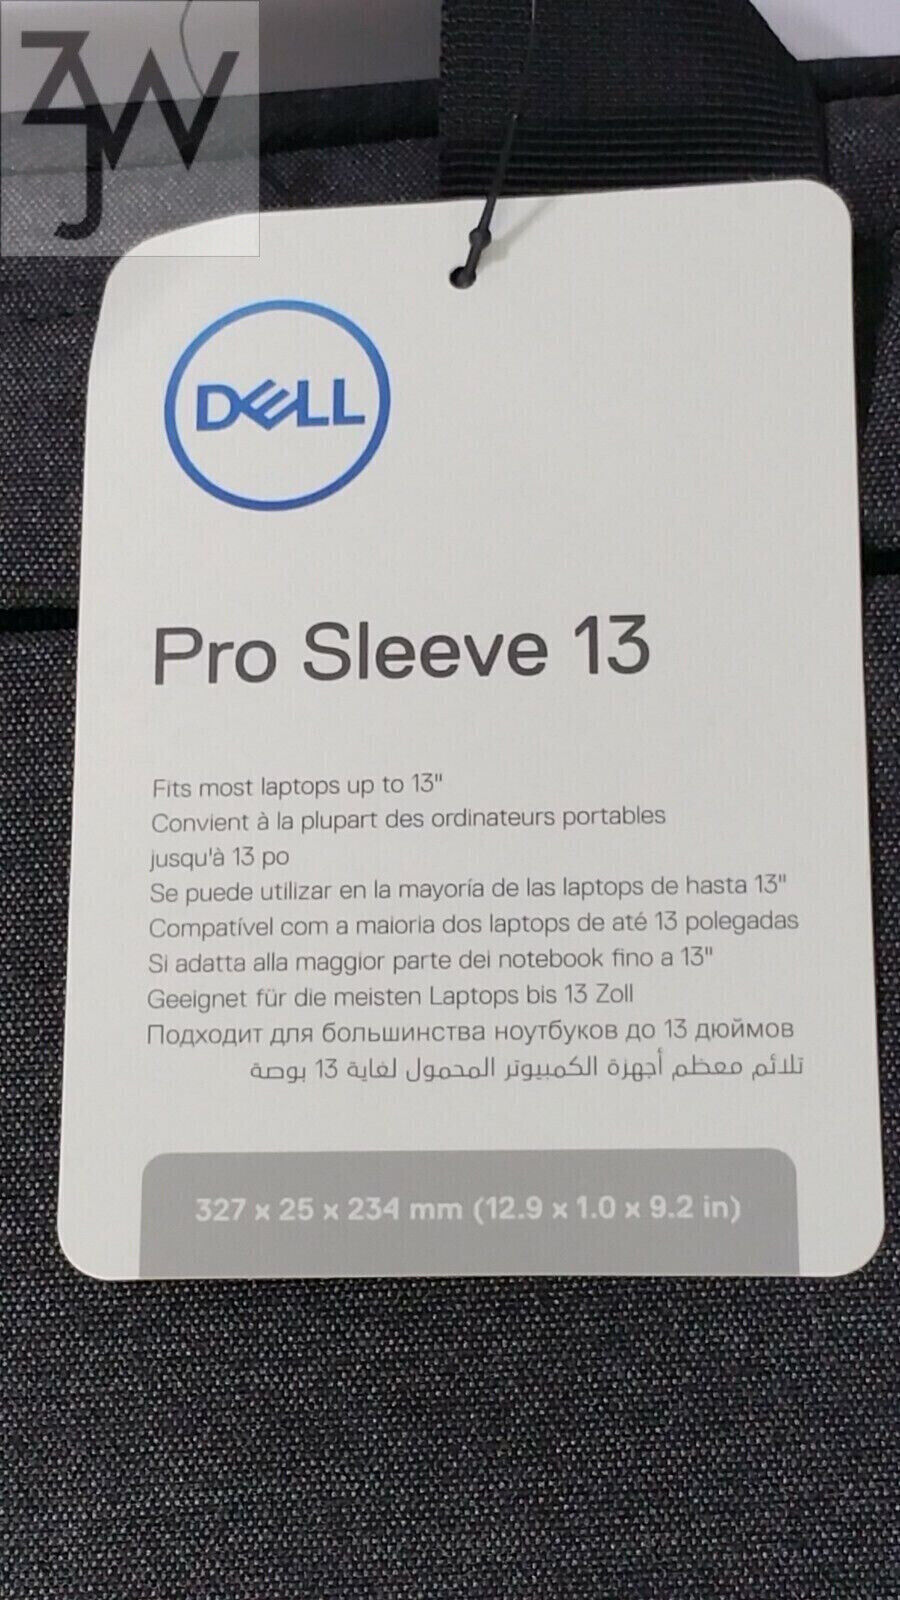 DELL
Pro Sleeve 13
Fits most laptops up to 13"
Convient à la plupart des ordinateurs portables
jusqu'à 13 po
Se puede utilizar en la mayoría de las laptops de hasta 13"
Compatível com a maioria dos laptops de até 13 polegadas
Si adatta alla maggior parte dei notebook fino a 13"
Geeignet für die meisten Laptops bis 13 Zoll
Подходит для большинства ноутбуков до 13 дюймов
تلائم معظم أجهزة الكمبيوتر المحمول لغاية 13 بوصة
327 x 25 x 234 mm (12.9 x 1.0 x 9.2 in)